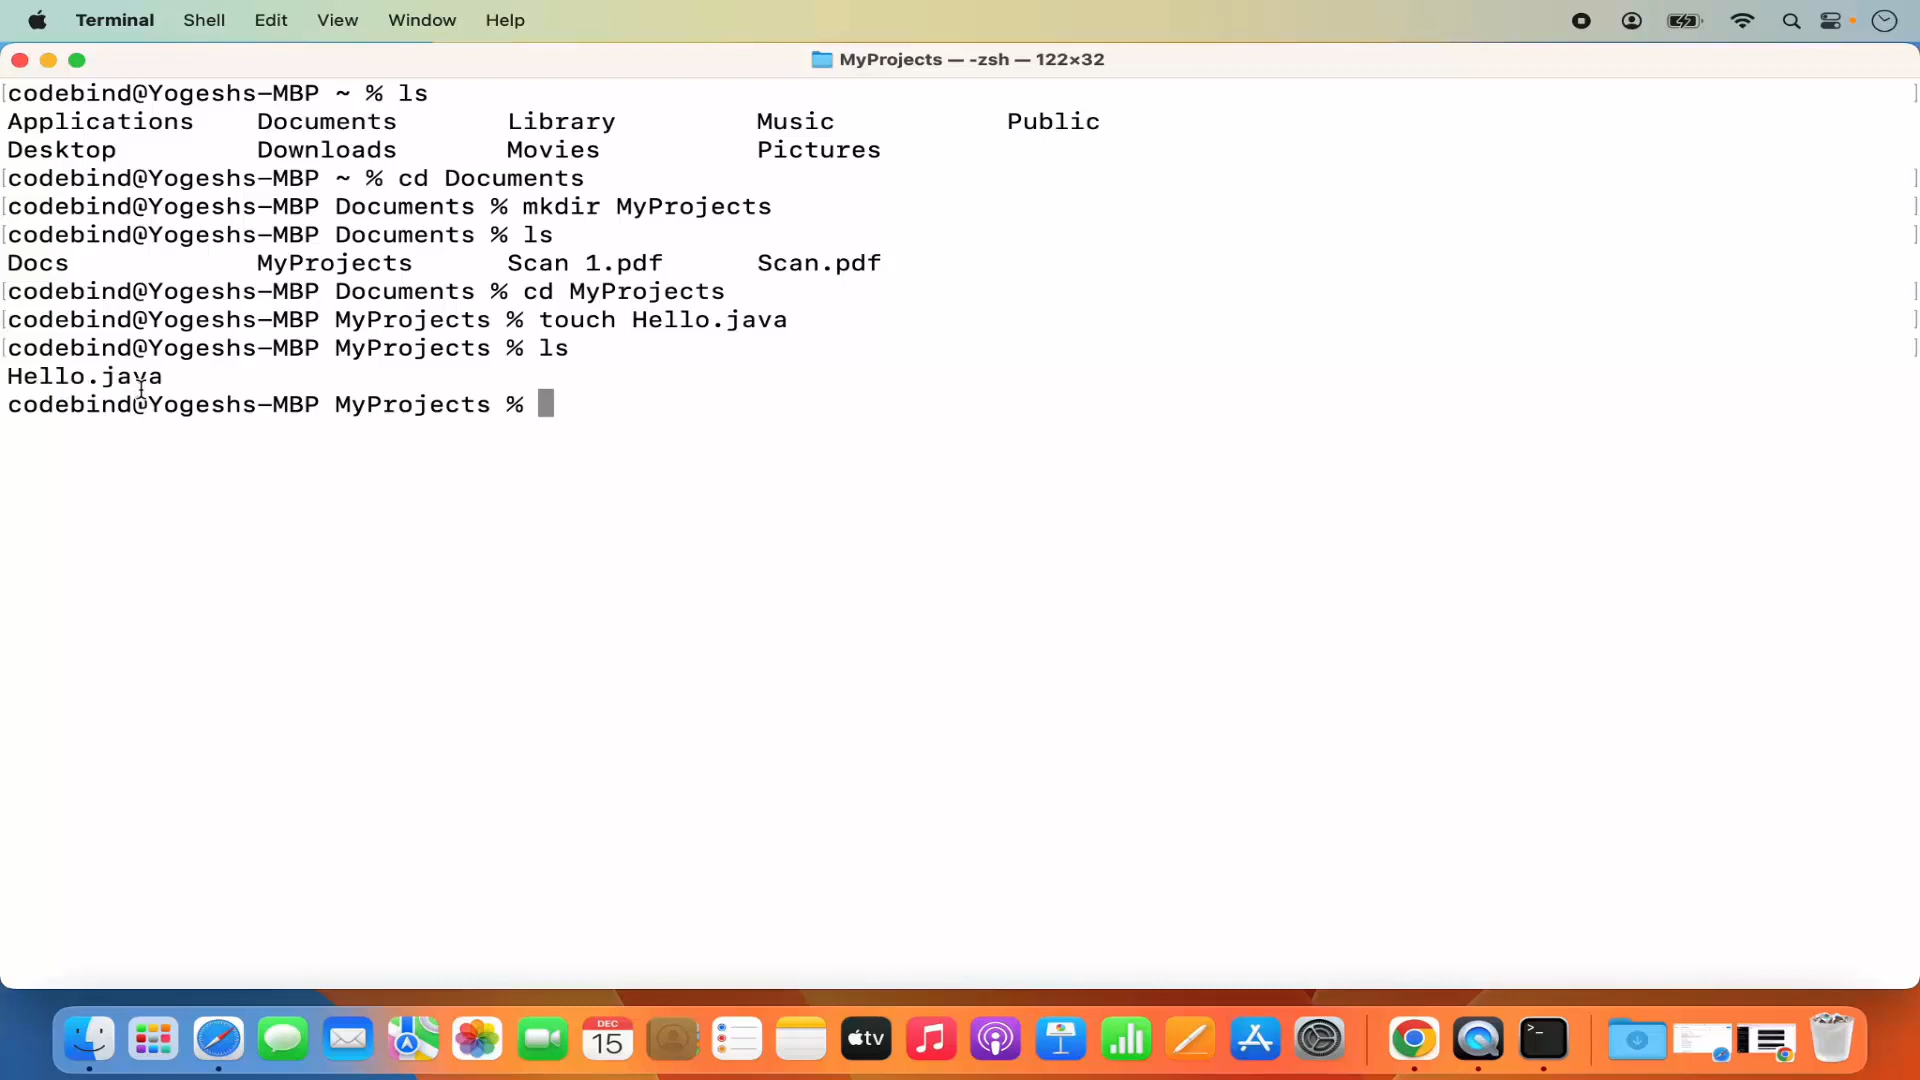 Terminal Shell Edit View Window Help
MyProjects — -zsh — 122×32
codebind@Yogeshs-MBP ~ % ls
Applications Documents Library Music Public
Desktop Downloads Movies Pictures
codebind@Yogeshs-MBP ~ % cd Documents
codebind@Yogeshs-MBP Documents % mkdir MyProjects
codebind@Yogeshs-MBP Documents % ls
Docs MyProjects Scan 1.pdf Scan.pdf
codebind@Yogeshs-MBP Documents % cd MyProjects
codebind@Yogeshs-MBP MyProjects % touch Hello.java
codebind@Yogeshs-MBP MyProjects % ls
Hello.java
codebind@Yogeshs-MBP MyProjects %
DEC
15
tv
>_